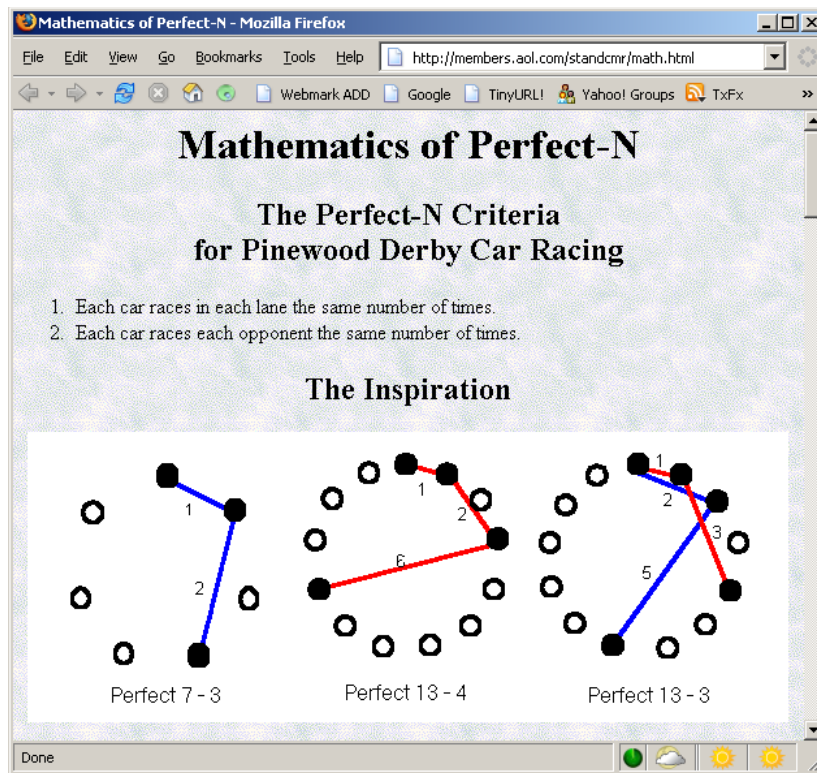 Mathematics of Perfect-N - Mozilla Firefox
File Edit View Go Bookmarks Tools Help http://members.aol.com/standcmr/math.html
Webmark ADD Google TinyURL! Yahoo! Groups TxFx »
Mathematics of Perfect-N
The Perfect-N Criteria
for Pinewood Derby Car Racing
1. Each car races in each lane the same number of times.
2. Each car races each opponent the same number of times.
The Inspiration
1 2
1 2 6
1 2 3 5
Perfect 7 - 3 Perfect 13 - 4 Perfect 13 - 3
Done